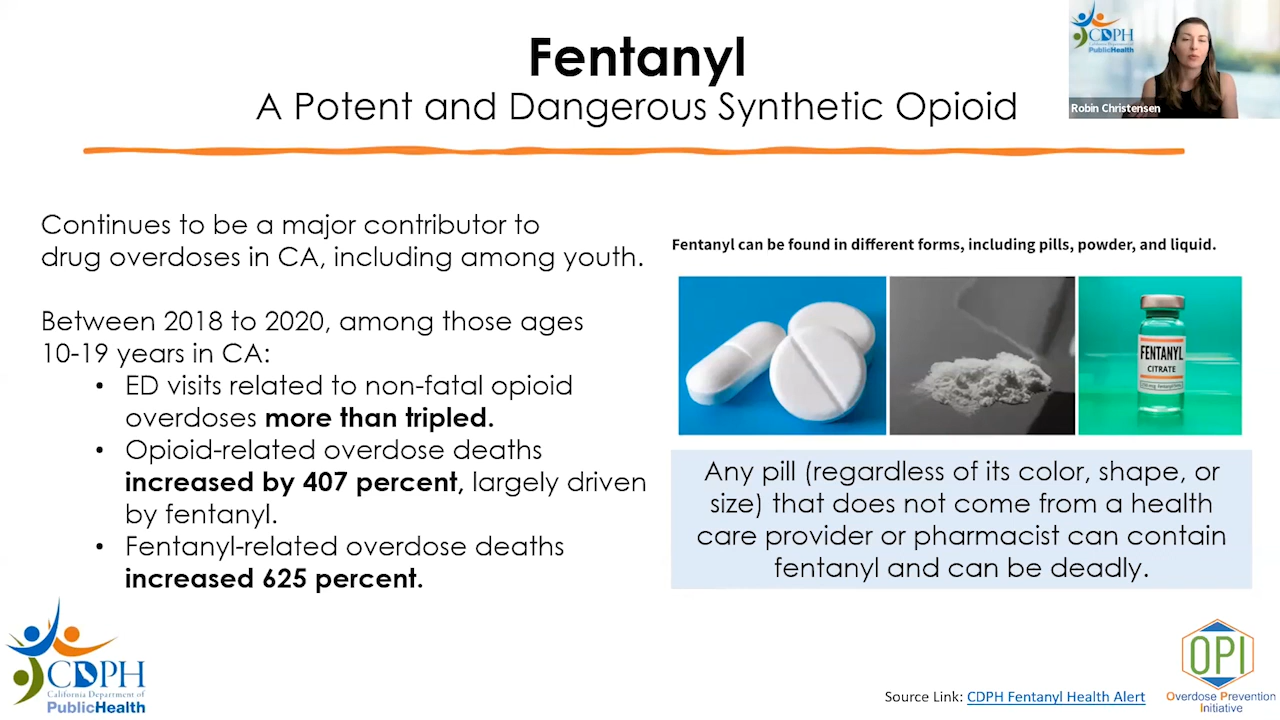 Fentanyl
A Potent and Dangerous Synthetic Opioid
CDPH
PublicHealth
Robin Christensen
Continues to be a major contributor to
drug overdoses in CA, including among youth.
Between 2018 to 2020, among those ages
10-19 years in CA:
• ED visits related to non-fatal opioid
overdoses more than tripled.
• Opioid-related overdose deaths
increased by 407 percent, largely driven
by fentanyl.
• Fentanyl-related overdose deaths
increased 625 percent.
Fentanyl can be found in different forms, including pills, powder, and liquid.
FENTANYL
CITRATE
Any pill (regardless of its color, shape, or
size) that does not come from a health
care provider or pharmacist can contain
fentanyl and can be deadly.
CDPH
California Department of
PublicHealth
Source Link: CDPH Fentanyl Health Alert
OPI
Overdose Prevention
Initiative